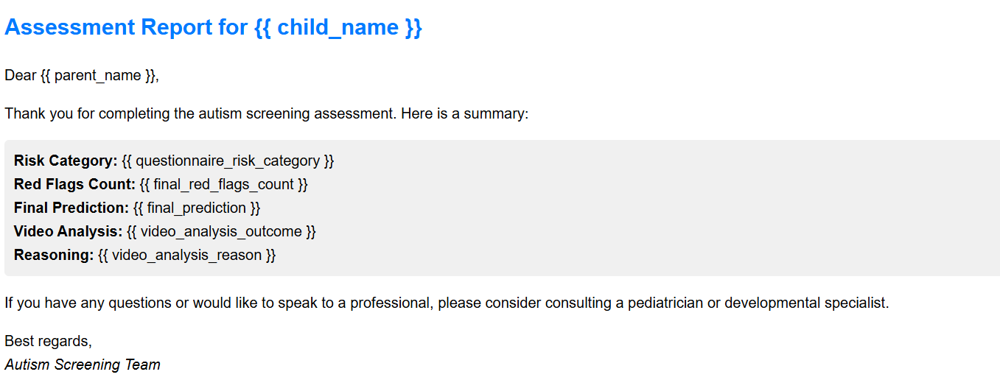 Assessment Report for {{ child_name }}
Dear {{ parent_name }},
Thank you for completing the autism screening assessment. Here is a summary:
Risk Category: {{ questionnaire_risk_category }}
Red Flags Count: {{ final_red_flags_count }}
Final Prediction: {{ final_prediction }}
Video Analysis: {{ video_analysis_outcome }}
Reasoning: {{ video_analysis_reason }}
If you have any questions or would like to speak to a professional, please consider consulting a pediatrician or developmental specialist.
Best regards,
Autism Screening Team